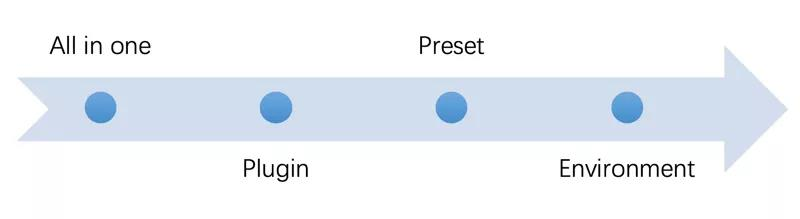 All in one
Preset
Plugin
Environment